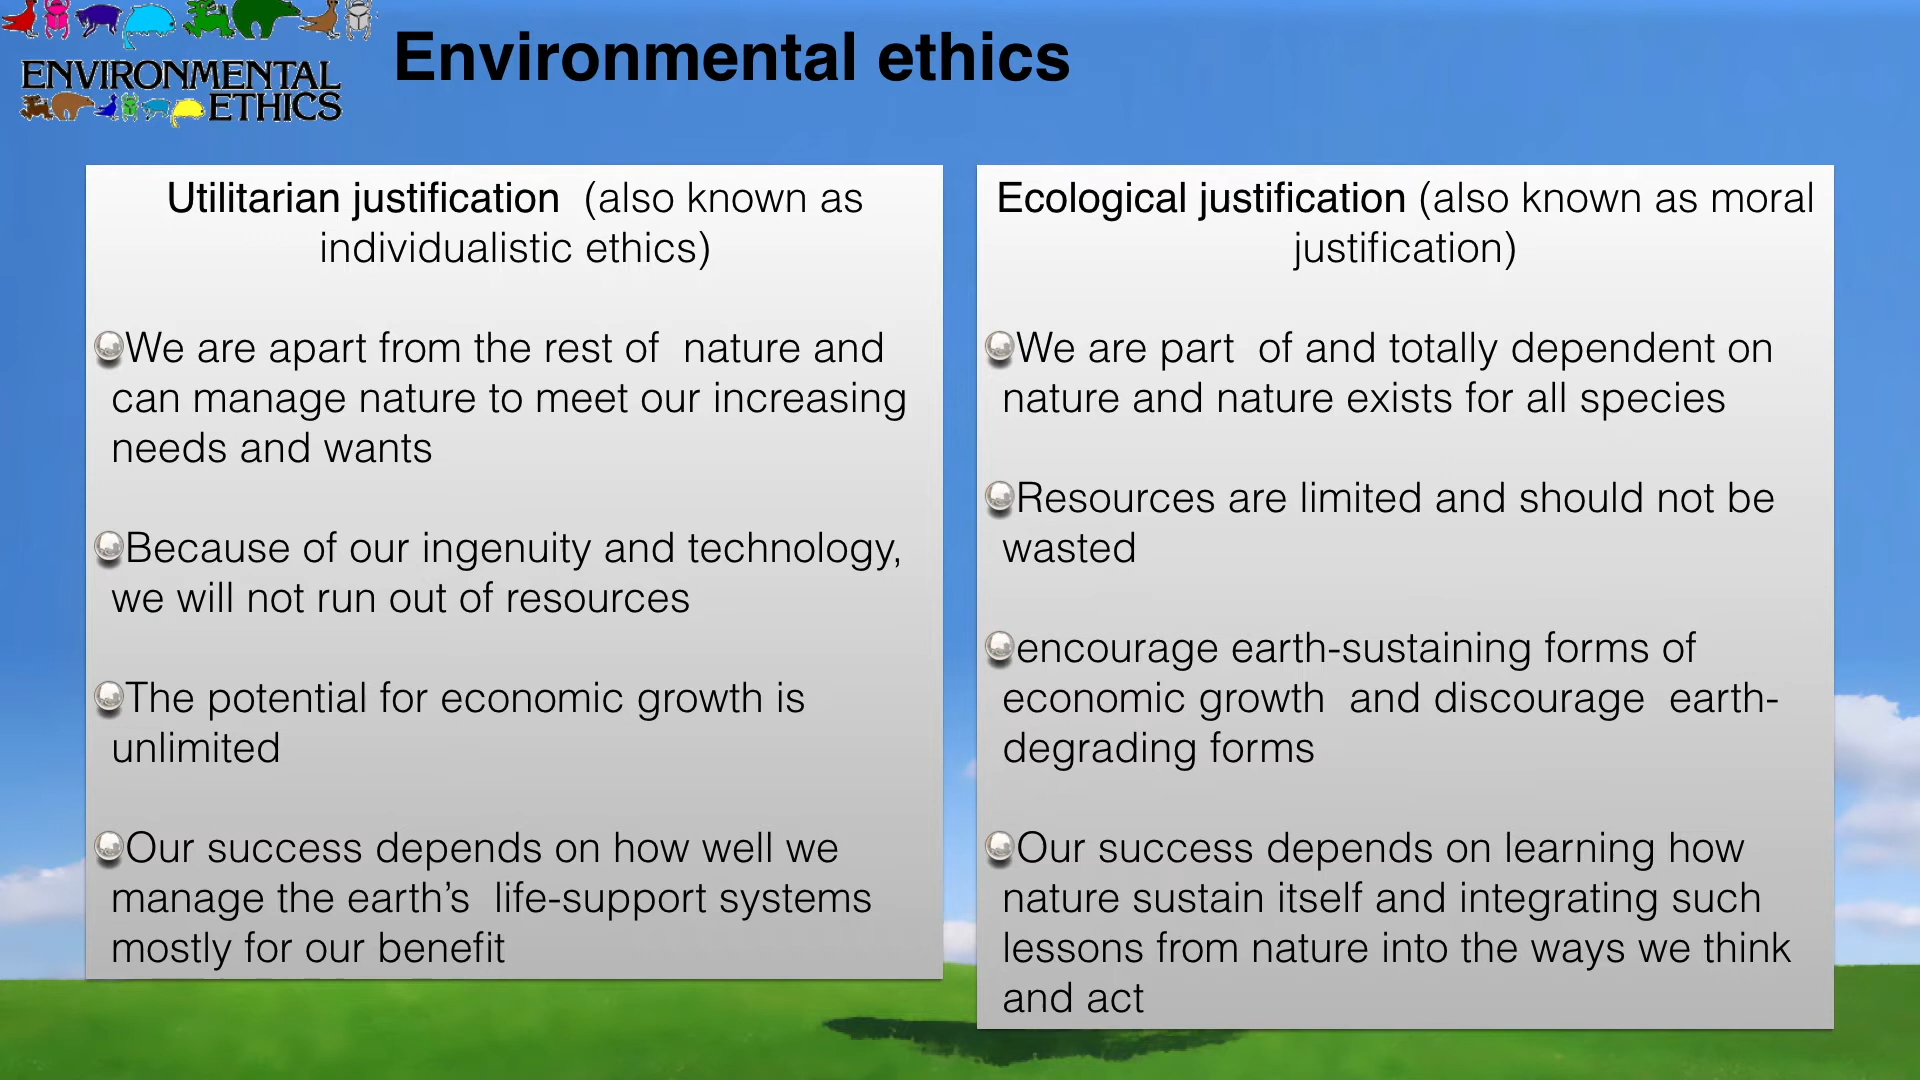 ENVIRONMENTAL
ETHICS
Environmental ethics
Utilitarian justification (also known as
individualistic ethics)
We are apart from the rest of nature and
can manage nature to meet our increasing
needs and wants
Because of our ingenuity and technology,
we will not run out of resources
The potential for economic growth is
unlimited
Our success depends on how well we
manage the earth’s life-support systems
mostly for our benefit
Ecological justification (also known as moral
justification)
We are part of and totally dependent on
nature and nature exists for all species
Resources are limited and should not be
wasted
encourage earth-sustaining forms of
economic growth and discourage earth-
degrading forms
Our success depends on learning how
nature sustain itself and integrating such
lessons from nature into the ways we think
and act